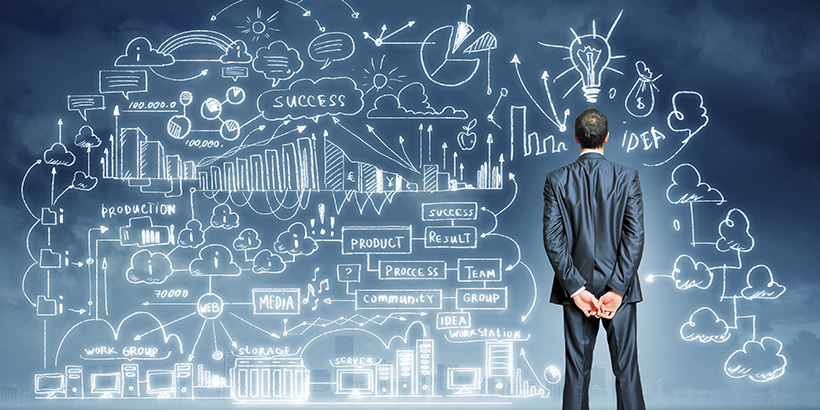 100.000.000
SUCCESS
100.000.
IDEA
€
¥
PRODUCTION
SUCCESS
RESULT
PRODUCT
!
PROCCESS
TEAM
?
70000
WEB
MEDIA
COMMUNITY
GROUP
IDEA
WORKSTATION
WORK GROUP
STORAGE
SERVER